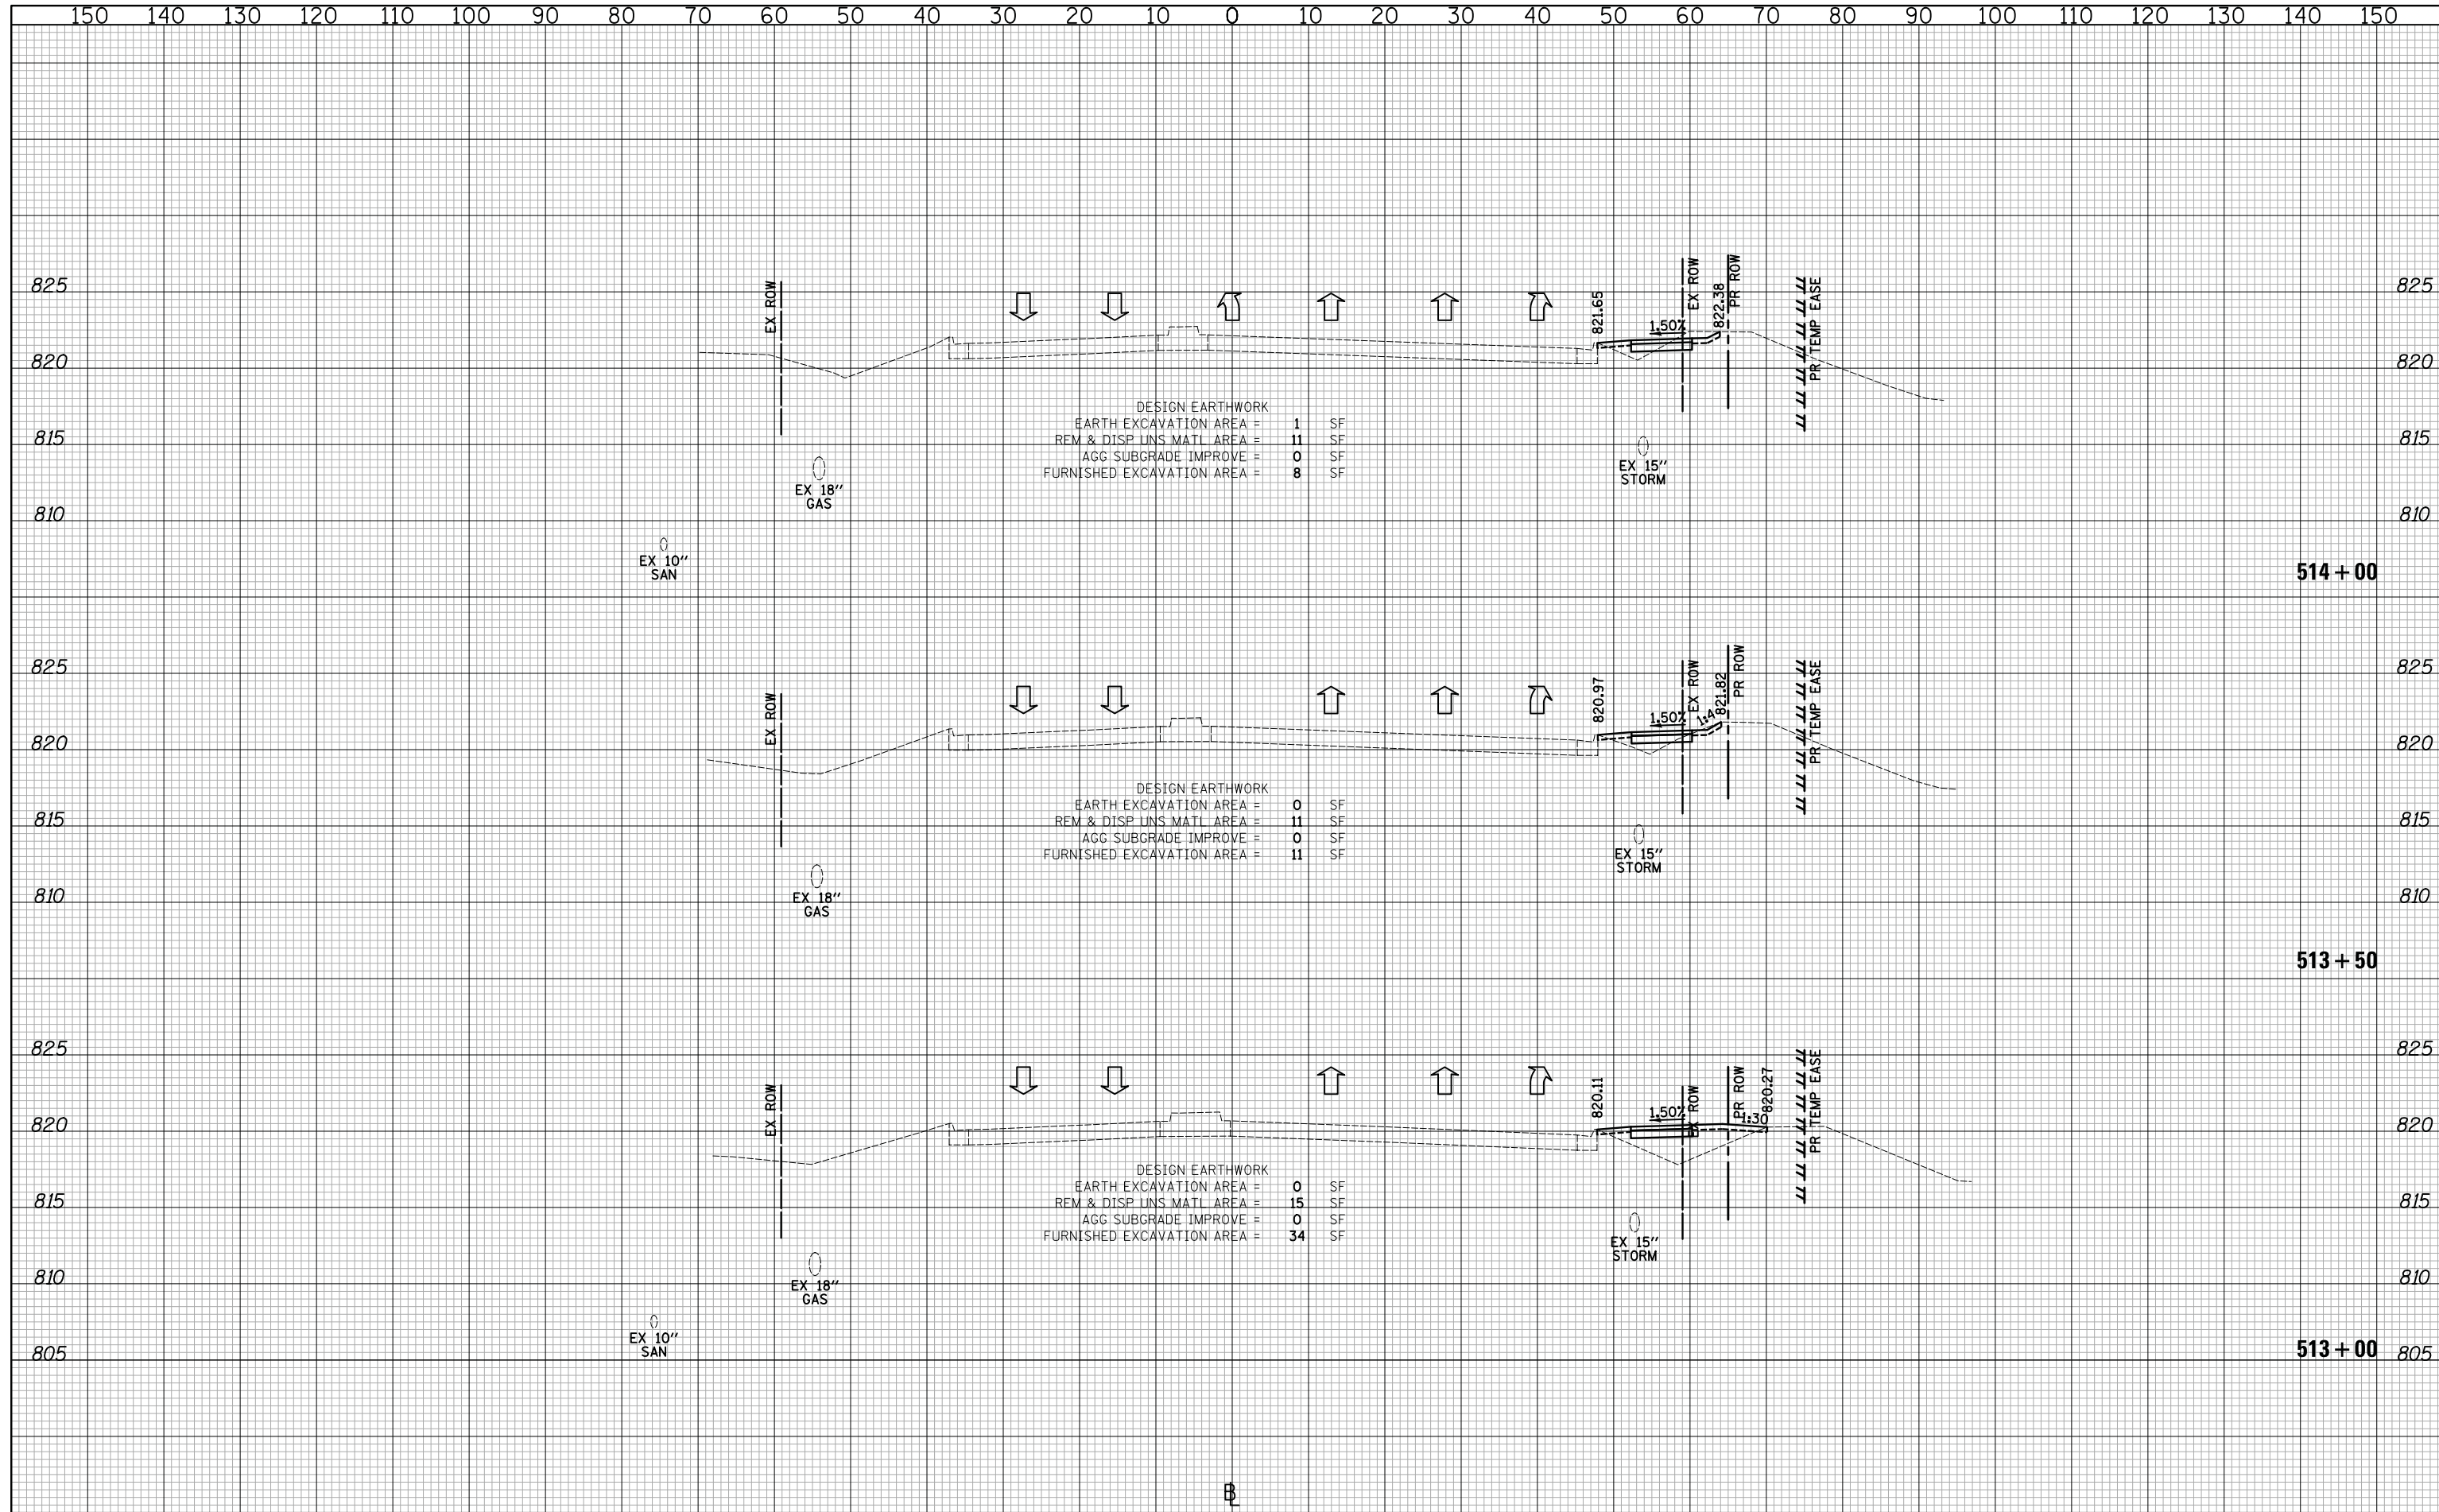 150 140 130 120 110 100 90 80 70 60 50 40 30 20 10 0 10 20 30 40 50 60 70 80 90 100 110 120 130 140 150
825 825
820 820
815 815
810 810
EX ROW
821.65
1.50%
EX ROW
822.38
PR ROW
PR TEMP EASE
DESIGN EARTHWORK
EARTH EXCAVATION AREA = 1 SF
REM & DISP UNS MATL AREA = 11 SF
AGG SUBGRADE IMPROVE = 0 SF
FURNISHED EXCAVATION AREA = 8 SF
EX 15"
STORM
EX 18"
GAS
EX 10"
SAN
514+00
825 825
820 820
815 815
810 810
EX ROW
820.97
1.50%
EX ROW
1:4
821.82
PR ROW
PR TEMP EASE
DESIGN EARTHWORK
EARTH EXCAVATION AREA = 0 SF
REM & DISP UNS MATL AREA = 11 SF
AGG SUBGRADE IMPROVE = 0 SF
FURNISHED EXCAVATION AREA = 11 SF
EX 15"
STORM
EX 18"
GAS
513+50
825 825
820 820
815 815
810 810
805 805
EX ROW
820.11
1.50%
EX ROW
PR ROW
1:30
820.27
PR TEMP EASE
DESIGN EARTHWORK
EARTH EXCAVATION AREA = 0 SF
REM & DISP UNS MATL AREA = 15 SF
AGG SUBGRADE IMPROVE = 0 SF
FURNISHED EXCAVATION AREA = 34 SF
EX 15"
STORM
EX 18"
GAS
EX 10"
SAN
513+00
BL